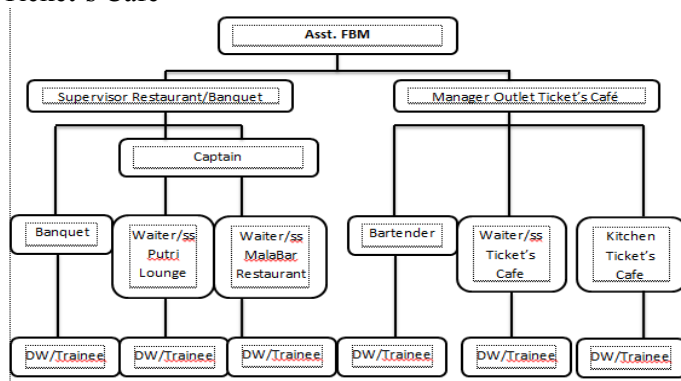 Asst. FBM
Supervisor Restaurant/Banquet
Manager Outlet Ticket’s Café
Captain
Banquet
Waiter/ss
Putri
Lounge
Waiter/ss
MalaBar
Restaurant
Bartender
Waiter/ss
Ticket’s
Cafe
Kitchen
Ticket’s
Cafe
DW/Trainee
DW/Trainee
DW/Trainee
DW/Trainee
DW/Trainee
DW/Trainee